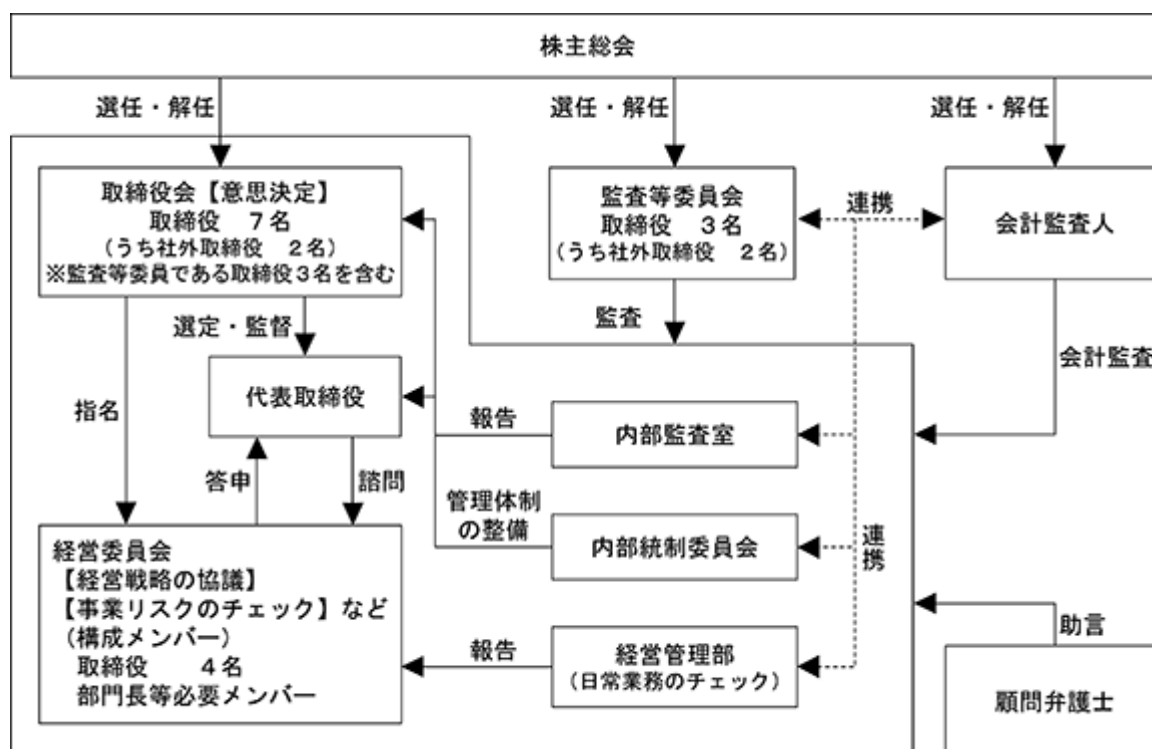 株主総会
選任・解任
選任・解任
選任・解任
取締役会【意思決定】
取締役　7名
(うち社外取締役　2名)
※監査等委員である取締役3名を含む
監査等委員会
取締役　3名
(うち社外取締役　2名)
連携
会計監査人
選定・監督
監査
会計監査
指名
代表取締役
報告
内部監査室
答申
諮問
管理体制
の整備
内部統制委員会
連携
経営委員会
【経営戦略の協議】
【事業リスクのチェック】など
(構成メンバー)
取締役　　4名
部門長等必要メンバー
報告
経営管理部
(日常業務のチェック)
助言
顧問弁護士